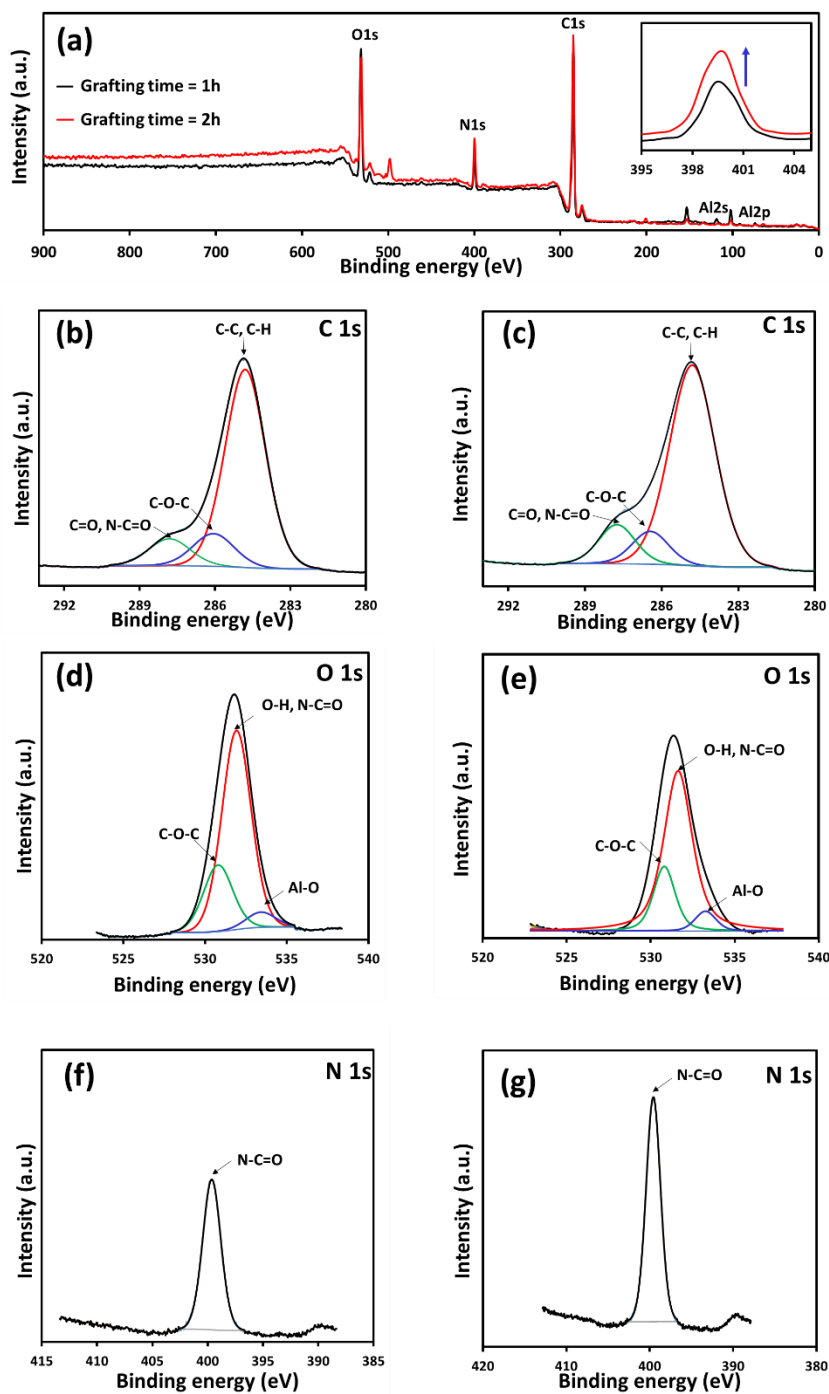 (a)
O1s
C1s
N1s
Grafting time = 1h
Grafting time = 2h
Al2s
Al2p
395 398 401 404
Intensity (a.u.)
900 800 700 600 500 400 300 200 100 0
Binding energy (eV)
(b)
C 1s
C-C, C-H
C-O-C
C=O, N-C=O
Intensity (a.u.)
292 289 286 283 280
Binding energy (eV)
(c)
C 1s
C-C, C-H
C-O-C
C=O, N-C=O
Intensity (a.u.)
292 289 286 283 280
Binding energy (eV)
(d)
O 1s
O-H, N-C=O
C-O-C
Al-O
Intensity (a.u.)
520 525 530 535 540
Binding energy (eV)
(e)
O 1s
O-H, N-C=O
C-O-C
Al-O
Intensity (a.u.)
520 525 530 535 540
Binding energy (eV)
(f)
N 1s
N-C=O
Intensity (a.u.)
415 410 405 400 395 390 385
Binding energy (eV)
(g)
N 1s
N-C=O
Intensity (a.u.)
420 410 400 390 380
Binding energy (eV)